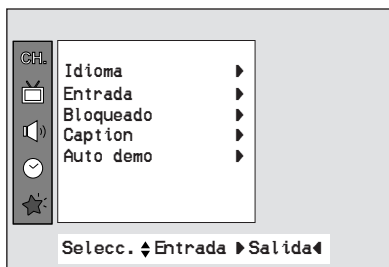 CH.
Idioma ▶
Entrada ▶
Bloqueado ▶
Caption ▶
Auto demo ▶
Selecc. ▲▼ Entrada ▶ Salida ◀